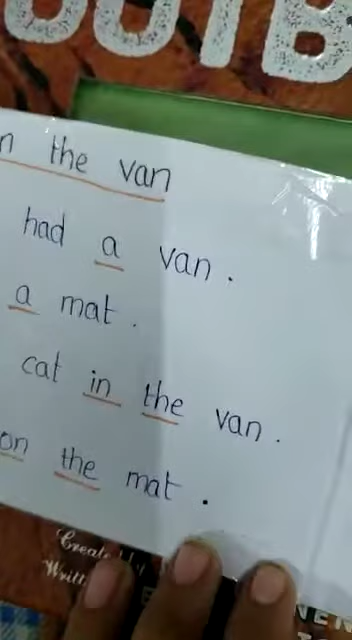 the van
had a van.
a mat.
cat in the van.
on the mat.